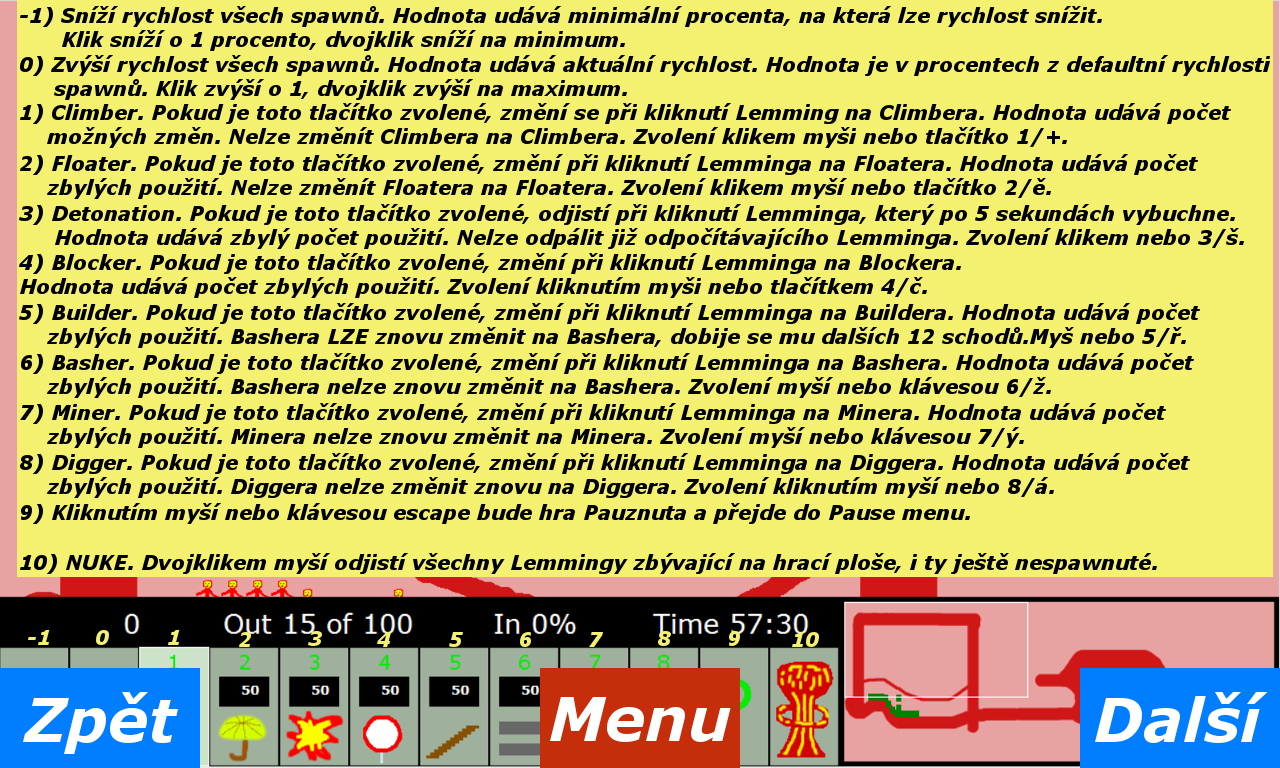 -1) Sníží rychlost všech spawnů. Hodnota udává minimální procenta, na která lze rychlost snížit.
Klik sníží o 1 procento, dvojklik sníží na minimum.
0) Zvýší rychlost všech spawnů. Hodnota udává aktuální rychlost. Hodnota je v procentech z defaultní rychlosti
spawnů. Klik zvýší o 1, dvojklik zvýší na maximum.
1) Climber. Pokud je toto tlačítko zvolené, změní se při kliknutí Lemming na Climbera. Hodnota udává počet
možných změn. Nelze změnít Climbera na Climbera. Zvolení klikem myši nebo tlačítko 1/+.
2) Floater. Pokud je toto tlačítko zvolené, změní při kliknutí Lemminga na Floatera. Hodnota udává počet
zbylých použití. Nelze změnít Floatera na Floatera. Zvolení klikem myší nebo tlačítko 2/ě.
3) Detonation. Pokud je toto tlačítko zvolené, odjistí při kliknutí Lemminga, který po 5 sekundách vybuchne.
Hodnota udává zbylý počet použití. Nelze odpálit již odpočítávajícího Lemminga. Zvolení klikem nebo 3/š.
4) Blocker. Pokud je toto tlačítko zvolené, změní při kliknutí Lemminga na Blockera.
Hodnota udává počet zbylých použití. Zvolení kliknutím myši nebo tlačítkem 4/č.
5) Builder. Pokud je toto tlačítko zvolené, změní při kliknutí Lemminga na Buildera. Hodnota udává počet
zbylých použití. Bashera LZE znovu změnit na Bashera, dobije se mu dalších 12 schodů.Myš nebo 5/ř.
6) Basher. Pokud je toto tlačítko zvolené, změní při kliknutí Lemminga na Bashera. Hodnota udává počet
zbylých použití. Bashera nelze znovu změnit na Bashera. Zvolení myší nebo klávesou 6/ž.
7) Miner. Pokud je toto tlačítko zvolené, změní při kliknutí Lemminga na Minera. Hodnota udává počet
zbylých použití. Minera nelze znovu změnit na Minera. Zvolení myší nebo klávesou 7/ý.
8) Digger. Pokud je toto tlačítko zvolené, změní při kliknutí Lemminga na Diggera. Hodnota udává počet
zbylých použití. Diggera nelze změnit znovu na Diggera. Zvolení kliknutím myší nebo 8/á.
9) Kliknutím myší nebo klávesou escape bude hra Pauznuta a přejde do Pause menu.
10) NUKE. Dvojklikem myší odjistí všechny Lemmingy zbývající na hrací ploše, i ty ještě nespawnuté.
0 Out 15 of 100 In 0% Time 57:30
-1 0 1 2 3 4 5 6 7 8 9 10
1 2 3 4 5 6 7 8
50 50 50 50 50
Zpět Menu Další